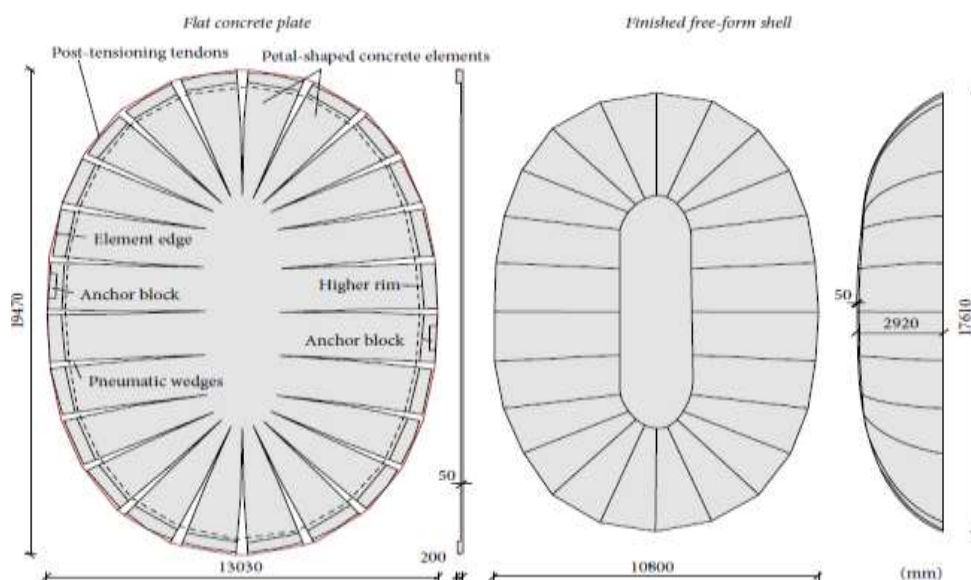 Flat concrete plate
Finished free-form shell
Post-tensioning tendons
Petal-shaped concrete elements
Element edge
Anchor block
Higher rim
Anchor block
Pneumatic wedges
19470
50
200
13030
50
2920
17610
10800
(mm)